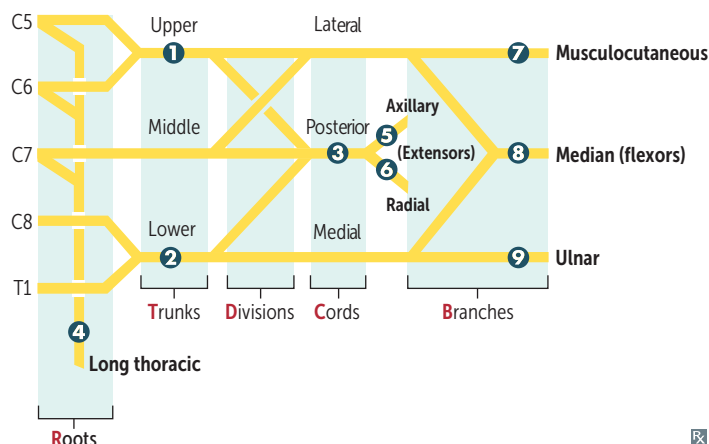 C5
Upper
Lateral
1
7
Musculocutaneous
C6
Axillary
Middle
Posterior
5
C7
3
(Extensors)
8
Median (flexors)
6
Radial
C8
Lower
Medial
2
9
Ulnar
T1
Trunks
Divisions
Cords
Branches
4
Long thoracic
Roots
Rx